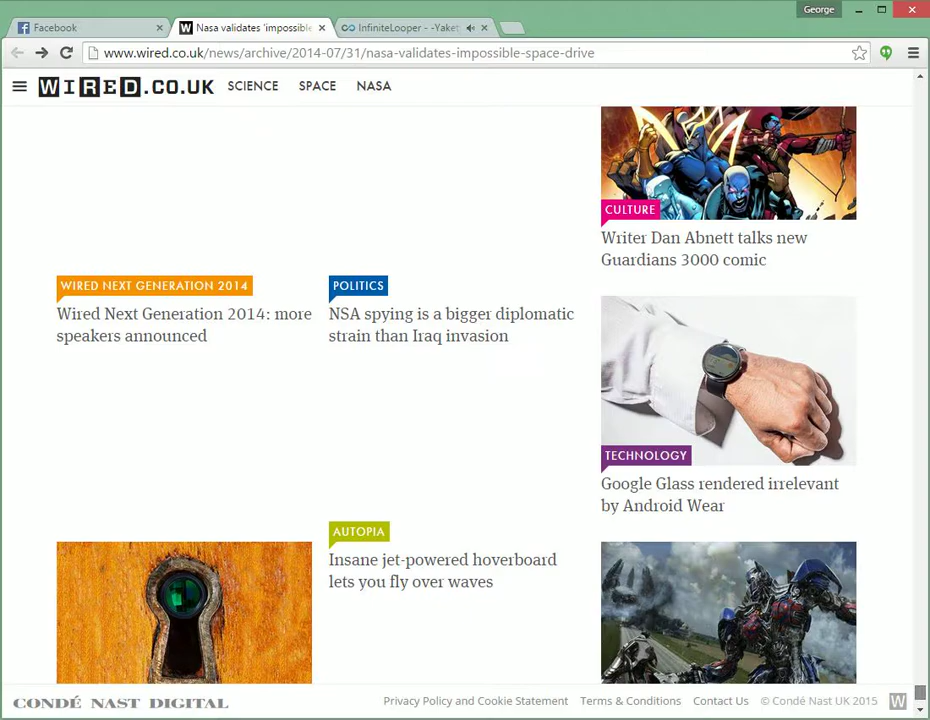 George
Facebook
Nasa validates 'impossible
InfiniteLooper - -Yaket
www.wired.co.uk/news/archive/2014-07/31/nasa-validates-impossible-space-drive
WIRED.CO.UK SCIENCE SPACE NASA
CULTURE
Writer Dan Abnett talks new
Guardians 3000 comic
WIRED NEXT GENERATION 2014
Wired Next Generation 2014: more
speakers announced
POLITICS
NSA spying is a bigger diplomatic
strain than Iraq invasion
TECHNOLOGY
Google Glass rendered irrelevant
by Android Wear
AUTOPIA
Insane jet-powered hoverboard
lets you fly over waves
CONDÉ NAST DIGITAL
Privacy Policy and Cookie Statement Terms & Conditions Contact Us © Condé Nast UK 2015 W